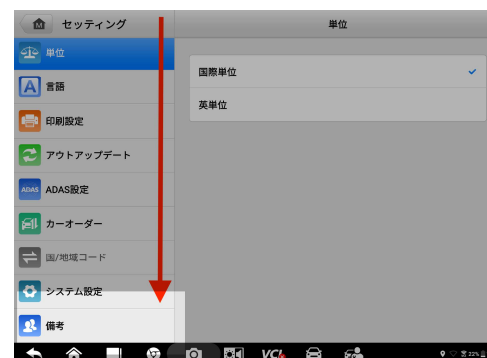 M セッティング
単位
単位
国際単位
英単位
A 言語
印刷設定
アウトアップデート
ADAS ADAS設定
カーオーダー
国/地域コード
システム設定
備考
VCI
22%